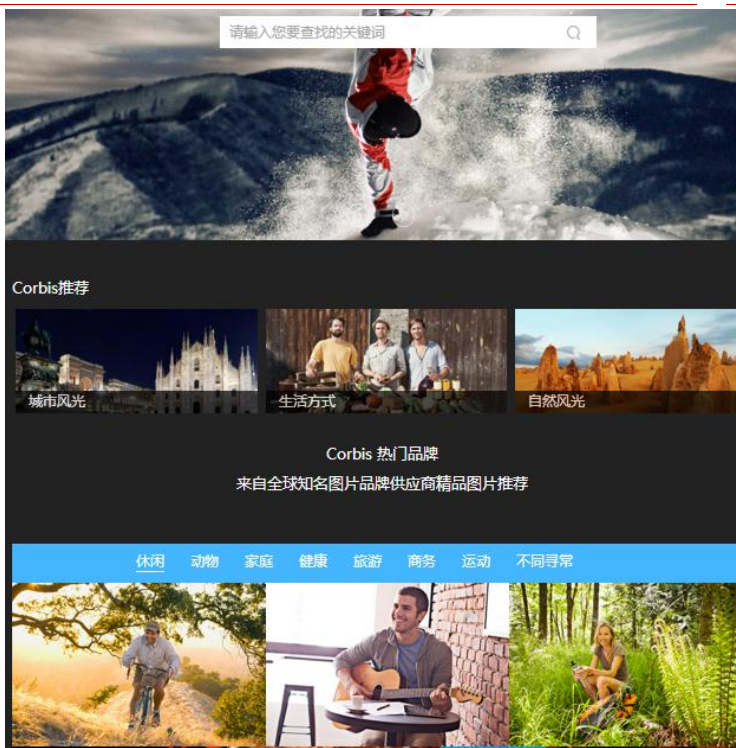 请输入您要查找的关键词
Corbis推荐
城市风光
生活方式
自然风光
Corbis 热门品牌
来自全球知名图片品牌供应商精品图片推荐
休闲 动物 家庭 健康 旅游 商务 运动 不同寻常